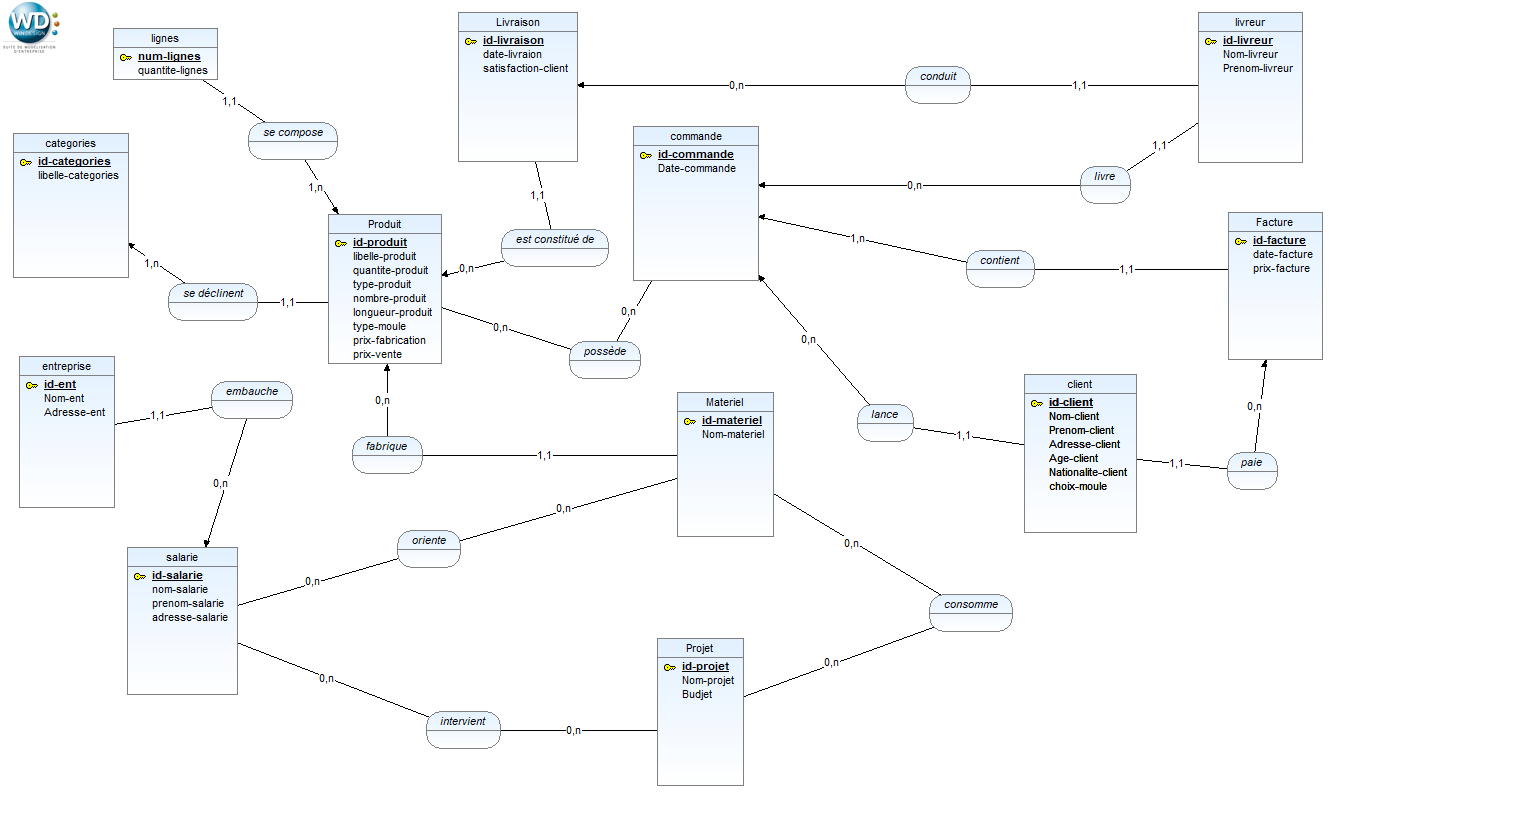 WD
WIN'DESIGN
SUITE DE MODÉLISATION
D'ENTREPRISE
lignes
num-lignes
quantite-lignes
1,1
se compose
1,n
Livraison
id-livraison
date-livraion
satisfaction-client
0,n
conduit
1,1
livreur
id-livreur
Nom-livreur
Prenom-livreur
1,1
livre
0,n
categories
id-categories
libelle-categories
1,n
se déclinent
1,1
commande
id-commande
Date-commande
1,1
est constitué de
0,n
Produit
id-produit
libelle-produit
quantite-produit
type-produit
nombre-produit
longueur-produit
type-moule
prix-fabrication
prix-vente
1,n
contient
1,1
Facture
id-facture
date-facture
prix-facture
0,n
possède
0,n
0,n
lance
1,1
entreprise
id-ent
Nom-ent
Adresse-ent
1,1
embauche
0,n
0,n
fabrique
1,1
Materiel
id-materiel
Nom-materiel
client
id-client
Nom-client
Prenom-client
Adresse-client
Age-client
Nationalite-client
choix-moule
1,1
paie
0,n
0,n
oriente
0,n
salarie
id-salarie
nom-salarie
prenom-salarie
adresse-salarie
0,n
consomme
0,n
Projet
id-projet
Nom-projet
Budjet
0,n
intervient
0,n